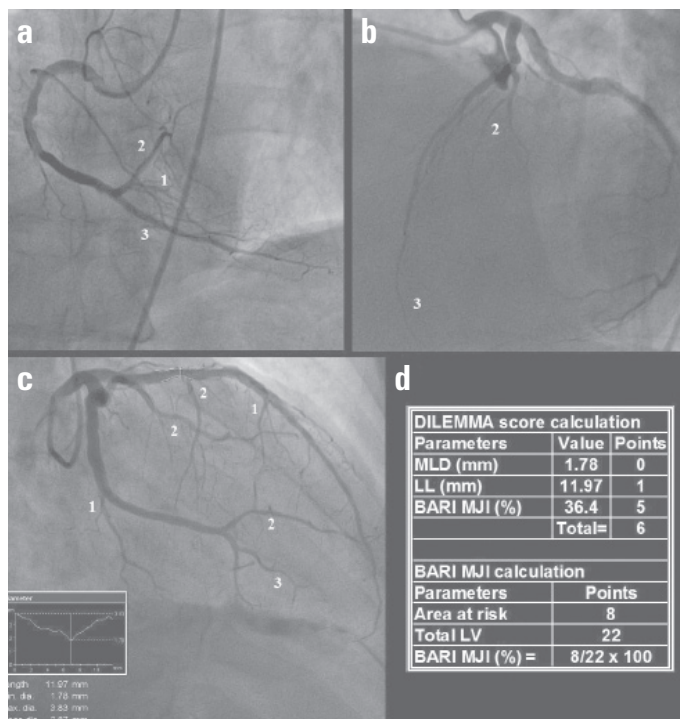 a
2
1
3
b
2
3
c
2
1
2
1
2
3
11.97 mm
1.78 mm
3.83 mm
d
DILEMMA score calculation
Parameters Value Points
MLD (mm) 1.78 0
LL (mm) 11.97 1
BARI MJI (%) 36.4 5
Total= 6
BARI MJI calculation
Parameters Points
Area at risk 8
Total LV 22
BARI MJI (%) = 8/22 x 100